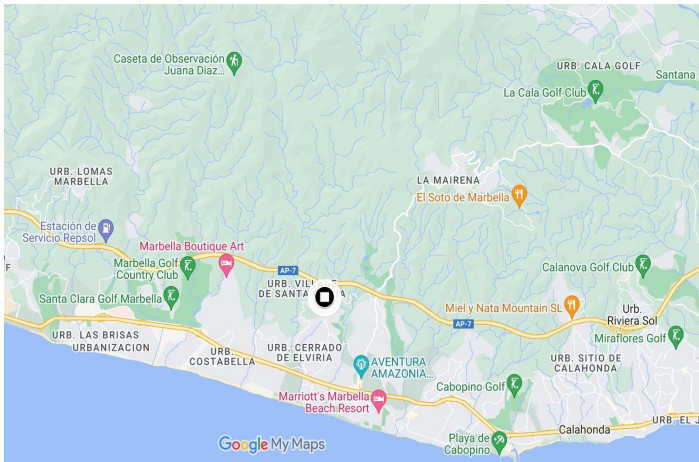 Caseta de Observación
Juana Diaz...
URB. CALA GOLF
Santana
La Cala Golf Club
URB. LOMAS
MARBELLA
LA MAIRENA
El Soto de Marbella
Estación de
Servicio Repsol
Marbella Boutique Art
Marbella Golf
Country Club
AP-7
Calanova Golf Club
URB. VIL
DE SANTA
Santa Clara Golf Marbella
Miel y Nata Mountain SL
Urb.
Riviera Sol
AP-7
Miraflores Golf
URB. LAS BRISAS
URBANIZACION
URB.
COSTABELLA
URB. CERRADO
DE ELVIRIA
AVENTURA
AMAZONIA...
URB. SITIO DE
CALAHONDA
Cabopino Golf
Marriott's Marbella
Beach Resort
URB. EL J
Calahonda
Playa de
Cabopino
Google My Maps